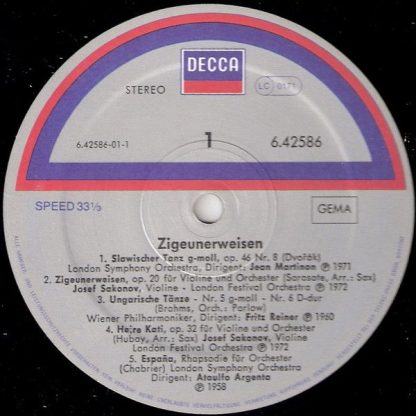 DECCA
STEREO
LC 0171
6.42586-01-1
1
6.42586
SPEED 33⅓
GEMA
Zigeunerweisen
1. Slawischer Tanz g-moll, op. 46 Nr. 8 (Dvořák)
London Symphony Orchestra, Dirigent: Jean Martinon ℗ 1971
2. Zigeunerweisen, op. 20 für Violine und Orchester (Sarasate, Arr.: Sax)
Josef Sakonov, Violine - London Festival Orchestra ℗ 1972
3. Ungarische Tänze - Nr. 5 g-moll - Nr. 6 D-dur
(Brahms, Orch.: Parlow)
Wiener Philharmoniker, Dirigent: Fritz Reiner ℗ 1960
4. Hejre Kati, op. 32 für Violine und Orchester
(Hubay, Arr.: Sax) Josef Sakonov, Violine
London Festival Orchestra ℗ 1972
5. España, Rhapsodie für Orchester
(Chabrier) London Symphony Orchestra
Dirigent: Ataulfo Argenta
℗ 1958